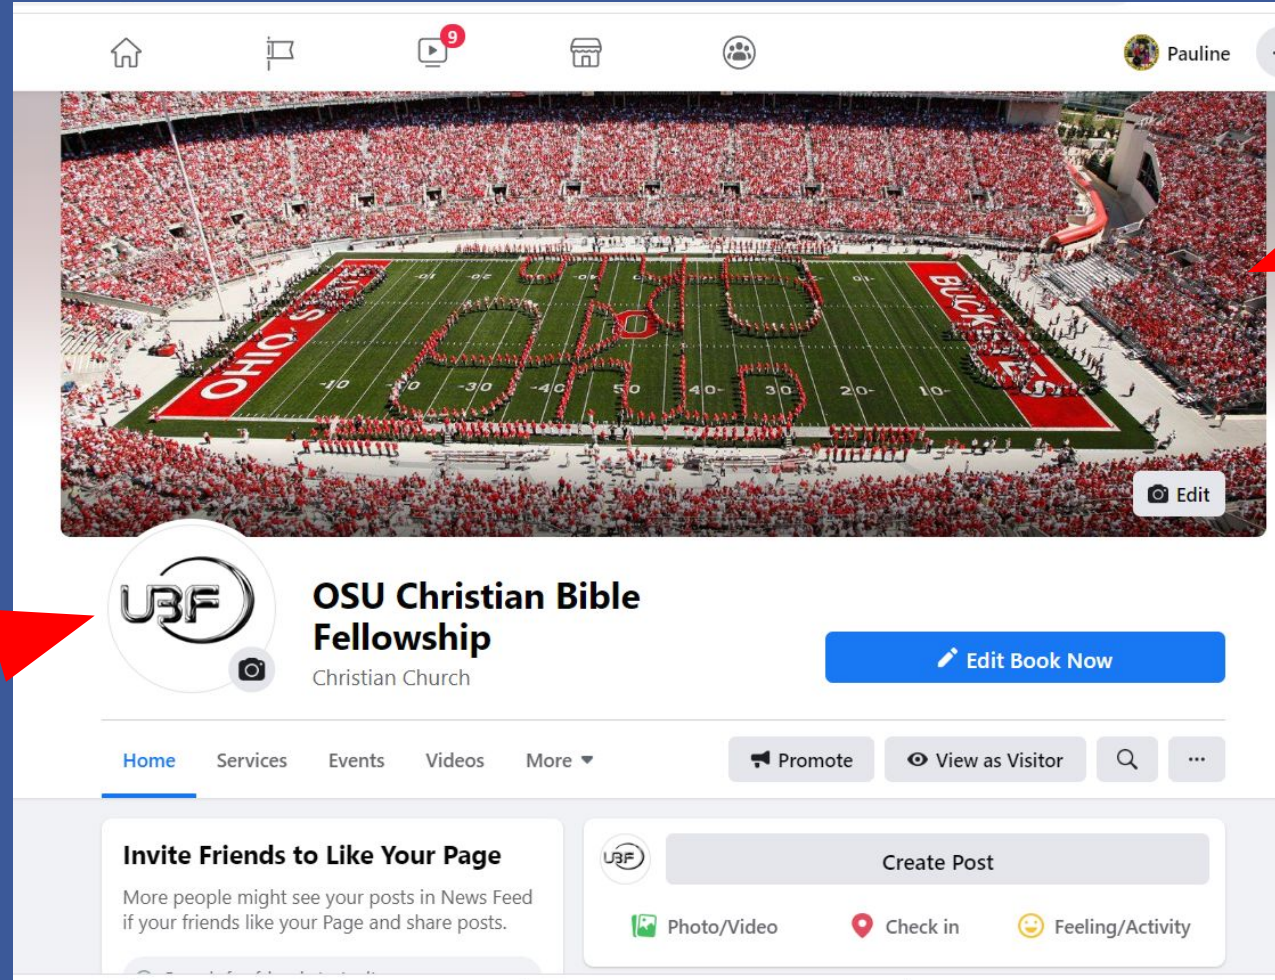 9
Pauline
OHIO STATE
BUCKEYES
-10 -30 -40 50 40- 30 20- 10-
Edit
UBF
OSU Christian Bible
Fellowship
Christian Church
Edit Book Now
Home Services Events Videos More
Promote View as Visitor ...
Invite Friends to Like Your Page
More people might see your posts in News Feed
if your friends like your Page and share posts.
UBF
Create Post
Photo/Video Check in Feeling/Activity